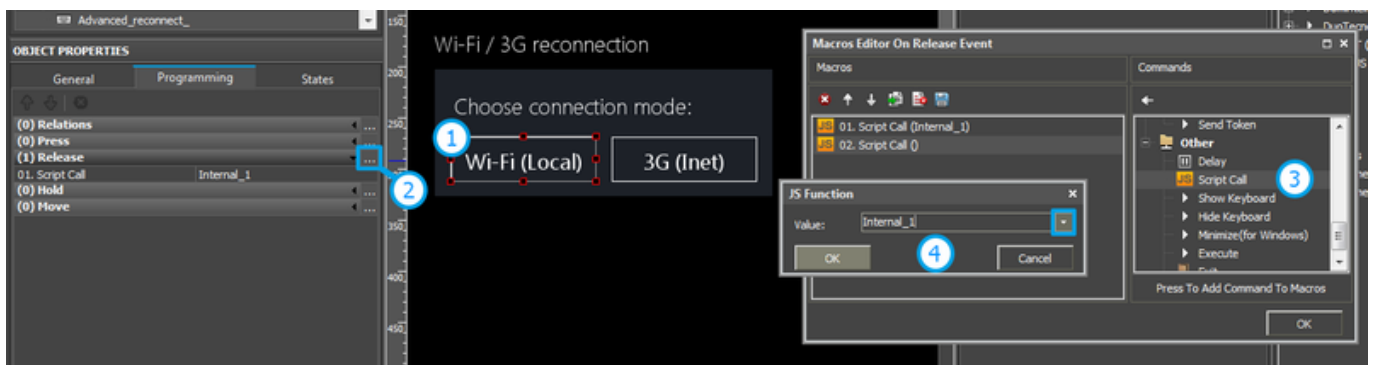 Advanced_reconnect_
OBJECT PROPERTIES
General Programming States
(0) Relations ...
(0) Press ...
(1) Release ...
01. Script Call Internal_1
(0) Hold ...
(0) Move ...
2
150
200
250
350
400
450
Wi-Fi / 3G reconnection
Choose connection mode:
1
Wi-Fi (Local) 3G (Inet)
Macros Editor On Release Event
Macros
JS 01. Script Call (Internal_1)
JS 02. Script Call ()
JS Function
Value: Internal_1
OK 4 Cancel
Commands
Send Token
Other
Delay
JS Script Call 3
Show Keyboard
Hide Keyboard
Minimize(for Windows)
Execute
Press To Add Command To Macros
OK